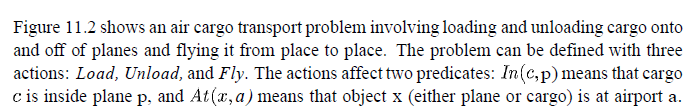 Figure 11.2 shows an air cargo transport problem involving loading and unloading cargo onto
and off of planes and flying it from place to place. The problem can be defined with three
actions: Load, Unload, and Fly. The actions affect two predicates: In(c,p) means that cargo
c is inside plane p, and At(x,a) means that object x (either plane or cargo) is at airport a.